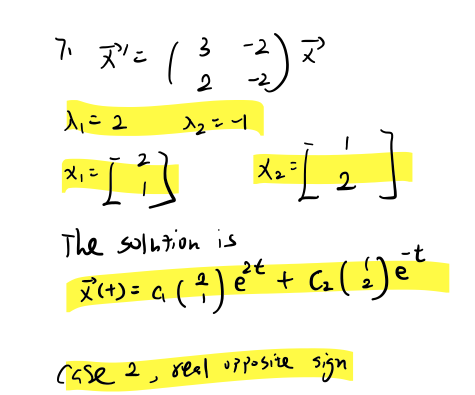 7. x⃗' = ( 3 -2 ) x⃗
( 2 -2 )
λ₁ = 2 λ₂ = -1
x₁ = [ 2 ] x₂ = [ 1 ]
[ 1 ] [ 2 ]
The solution is
x⃗(t) = c₁ ( 2 1 ) e^2t + C₂ ( 1 2 ) e^-t
case 2, real opposite sign